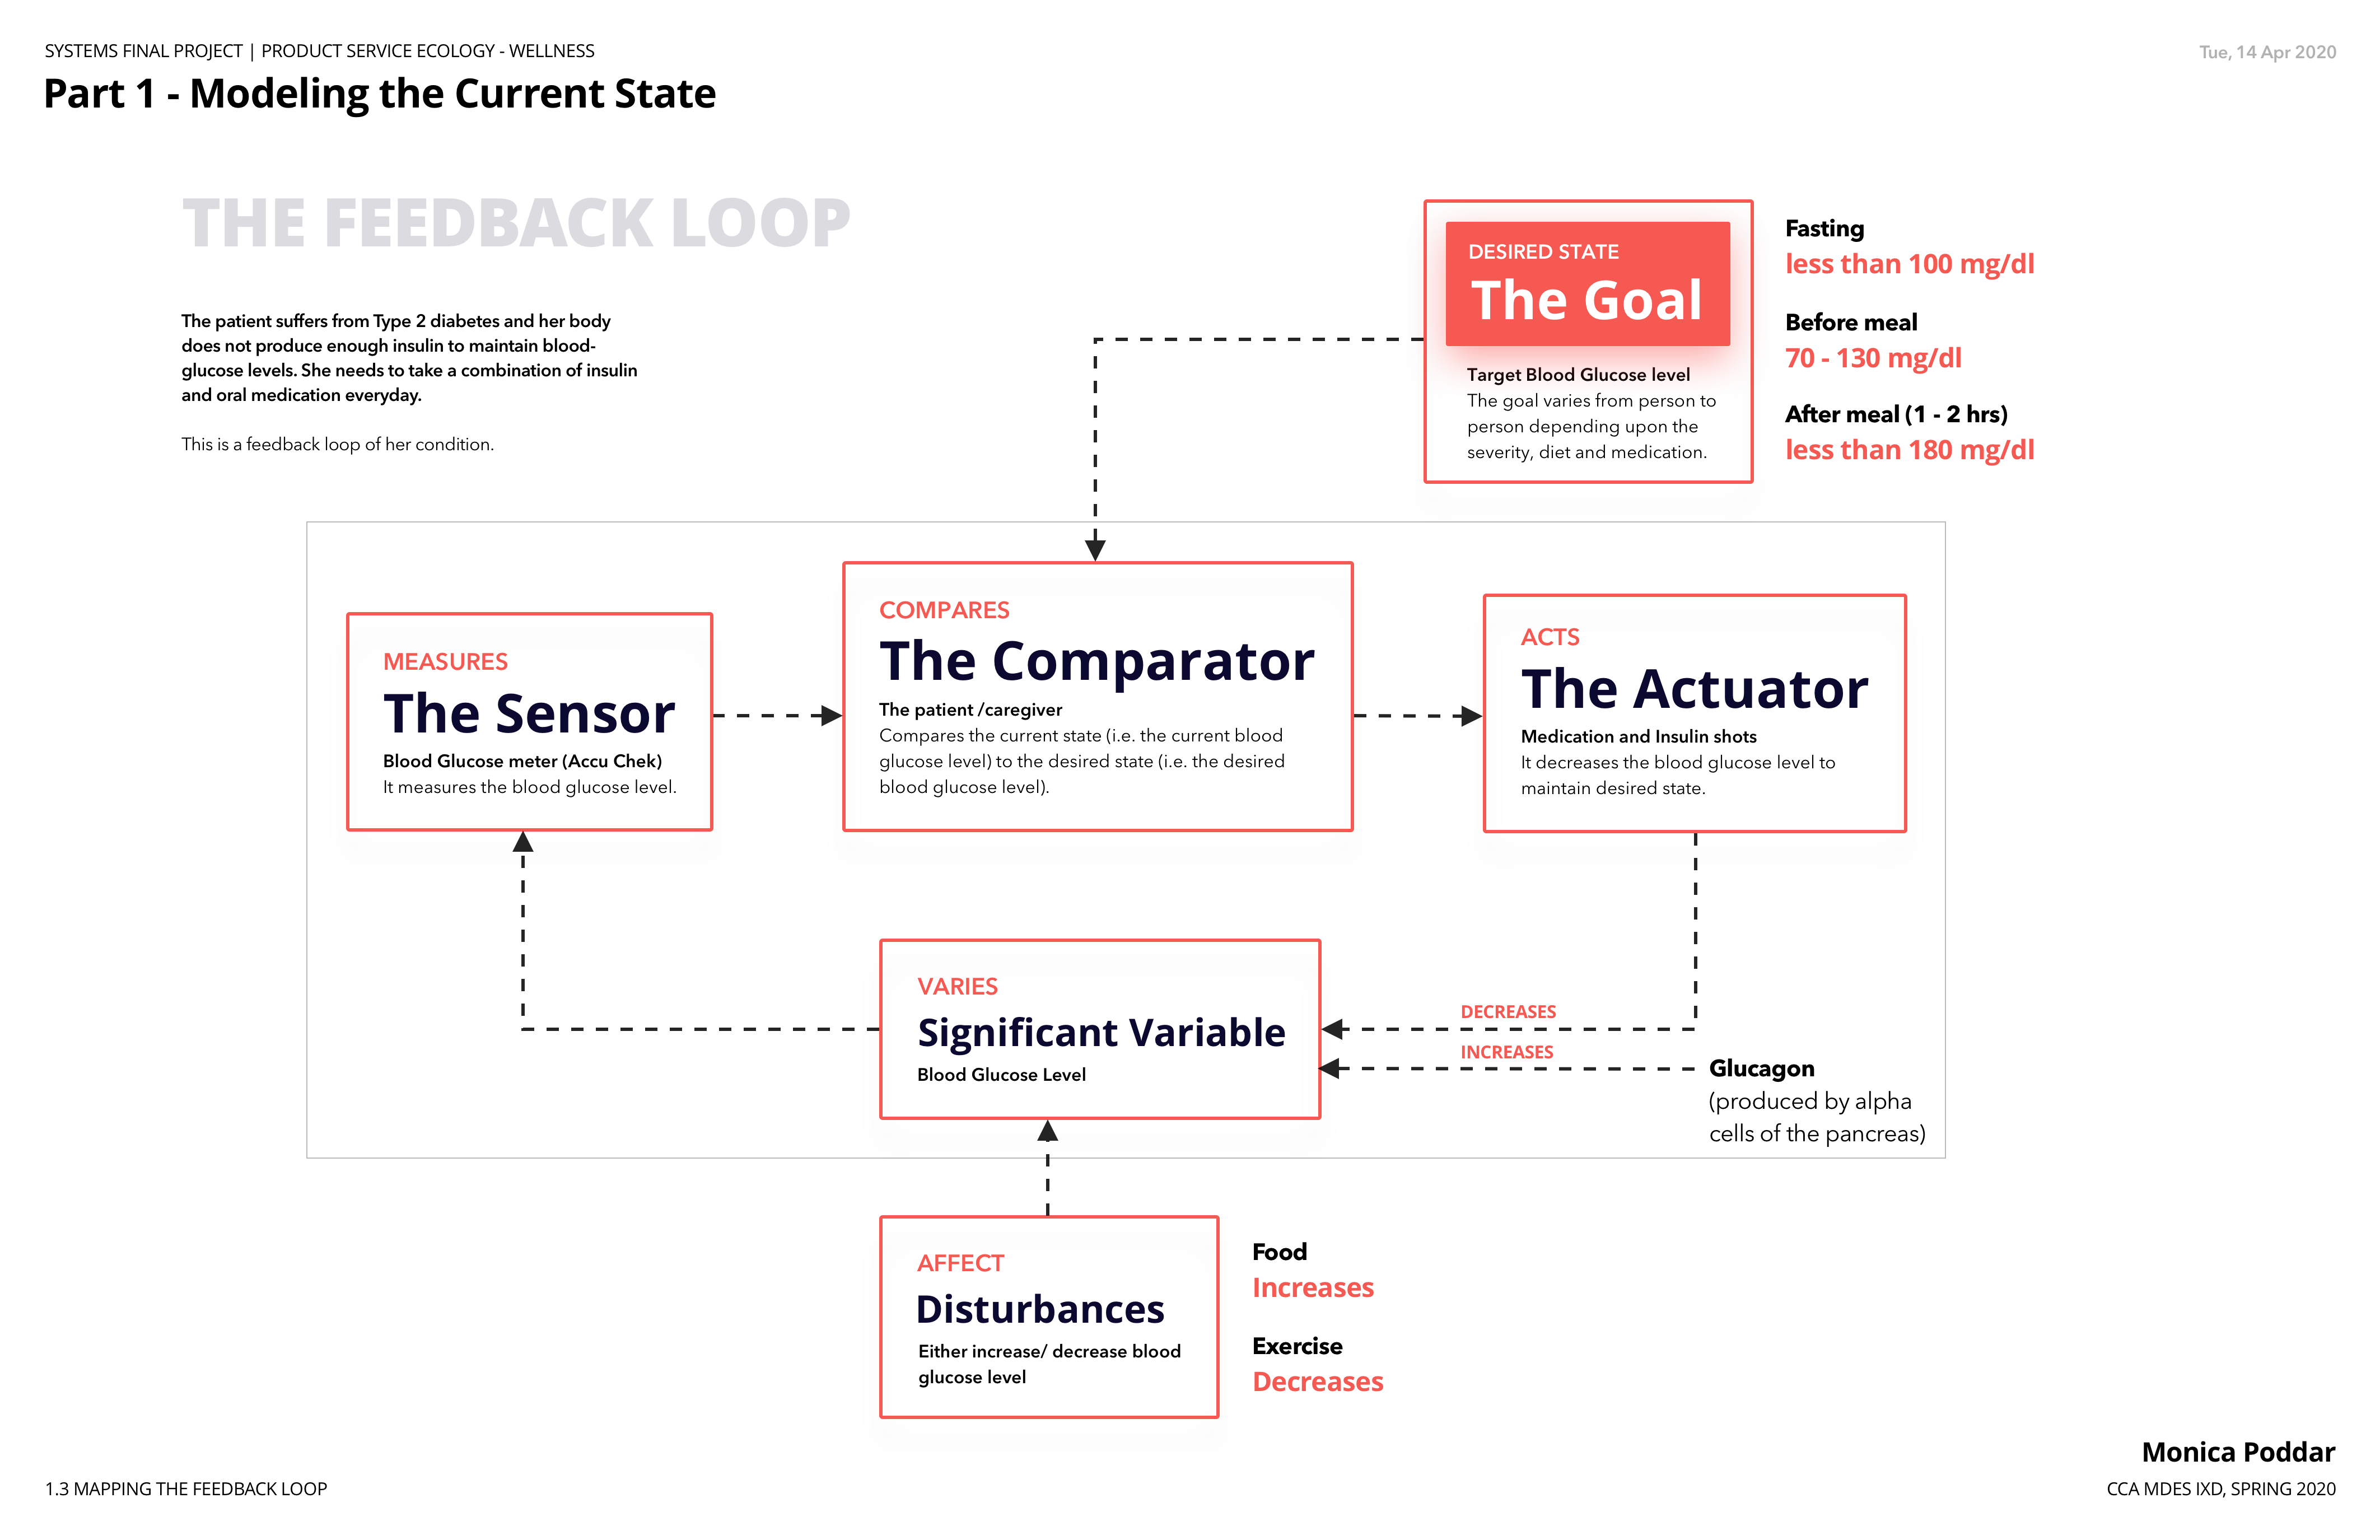 SYSTEMS FINAL PROJECT | PRODUCT SERVICE ECOLOGY - WELLNESS
Tue, 14 Apr 2020
Part 1 - Modeling the Current State
THE FEEDBACK LOOP
The patient suffers from Type 2 diabetes and her body
does not produce enough insulin to maintain blood-
glucose levels. She needs to take a combination of insulin
and oral medication everyday.
This is a feedback loop of her condition.
DESIRED STATE
The Goal
Target Blood Glucose level
The goal varies from person to
person depending upon the
severity, diet and medication.
Fasting
less than 100 mg/dl
Before meal
70 - 130 mg/dl
After meal (1 - 2 hrs)
less than 180 mg/dl
MEASURES
The Sensor
Blood Glucose meter (Accu Chek)
It measures the blood glucose level.
COMPARES
The Comparator
The patient /caregiver
Compares the current state (i.e. the current blood
glucose level) to the desired state (i.e. the desired
blood glucose level).
ACTS
The Actuator
Medication and Insulin shots
It decreases the blood glucose level to
maintain desired state.
VARIES
Significant Variable
Blood Glucose Level
DECREASES
INCREASES
Glucagon
(produced by alpha
cells of the pancreas)
AFFECT
Disturbances
Either increase/ decrease blood
glucose level
Food
Increases
Exercise
Decreases
Monica Poddar
1.3 MAPPING THE FEEDBACK LOOP
CCA MDES IXD, SPRING 2020